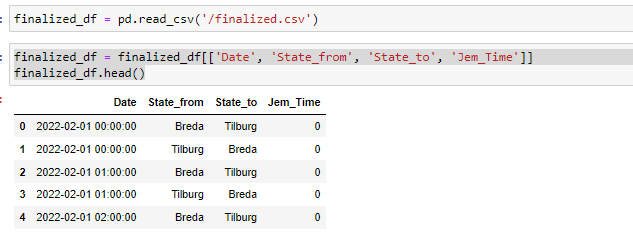 finalized_df = pd.read_csv('/finalized.csv')
finalized_df = finalized_df[['Date', 'State_from', 'State_to', 'Jem_Time']]
finalized_df.head()
Date State_from State_to Jem_Time
0 2022-02-01 00:00:00 Breda Tilburg 0
1 2022-02-01 00:00:00 Tilburg Breda 0
2 2022-02-01 01:00:00 Breda Tilburg 0
3 2022-02-01 01:00:00 Tilburg Breda 0
4 2022-02-01 02:00:00 Breda Tilburg 0